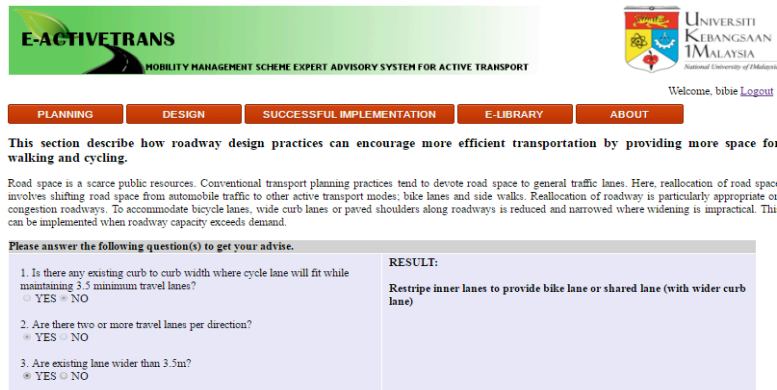 E-ACTIVETRANS
MOBILITY MANAGEMENT SCHEME EXPERT ADVISORY SYSTEM FOR ACTIVE TRANSPORT
UNIVERSITI
KEBANGSAAN
1MALAYSIA
National University of 1Malaysia
Welcome, bibie Logout
PLANNING DESIGN SUCCESSFUL IMPLEMENTATION E-LIBRARY ABOUT
This section describe how roadway design practices can encourage more efficient transportation by providing more space for
walking and cycling.
Road space is a scarce public resources. Conventional transport planning practices tend to devote road space to general traffic lanes. Here, reallocation of road space
involves shifting road space from automobile traffic to other active transport modes; bike lanes and side walks. Reallocation of roadway is particularly appropriate on
congestion roadways. To accommodate bicycle lanes, wide curb lanes or paved shoulders along roadways is reduced and narrowed where widening is impractical. This
can be implemented when roadway capacity exceeds demand.
Please answer the following question(s) to get your advise.
1. Is there any existing curb to curb width where cycle lane will fit while
maintaining 3.5 minimum travel lanes?
YES NO
2. Are there two or more travel lanes per direction?
YES NO
3. Are existing lane wider than 3.5m?
YES NO
RESULT:
Restripe inner lanes to provide bike lane or shared lane (with wider curb
lane)